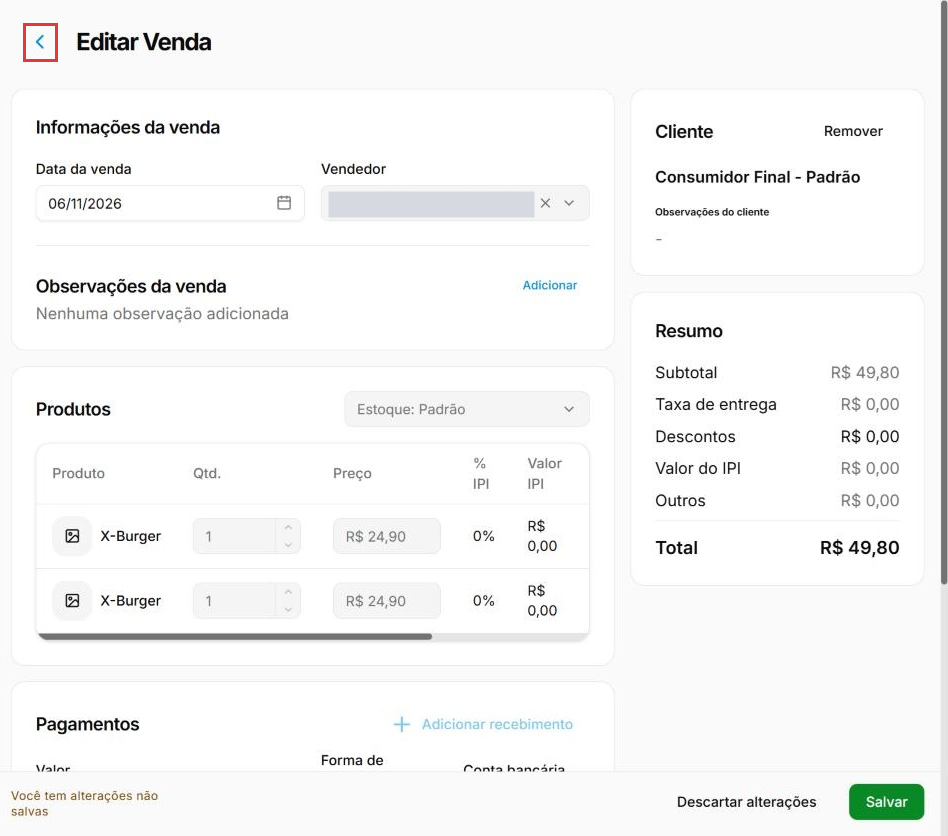 Editar Venda
Informações da venda
Data da venda
Vendedor
06/11/2026
Observações da venda
Adicionar
Nenhuma observação adicionada
Cliente
Remover
Consumidor Final - Padrão
Observações do cliente
-
Resumo
Subtotal R$ 49,80
Taxa de entrega R$ 0,00
Descontos R$ 0,00
Valor do IPI R$ 0,00
Outros R$ 0,00
Total R$ 49,80
Produtos
Estoque: Padrão
Produto Qtd. Preço % IPI Valor IPI
X-Burger 1 R$ 24,90 0% R$ 0,00
X-Burger 1 R$ 24,90 0% R$ 0,00
Pagamentos
Adicionar recebimento
Valor
Forma de
Conta bancária
Você tem alterações não
salvas
Descartar alterações
Salvar